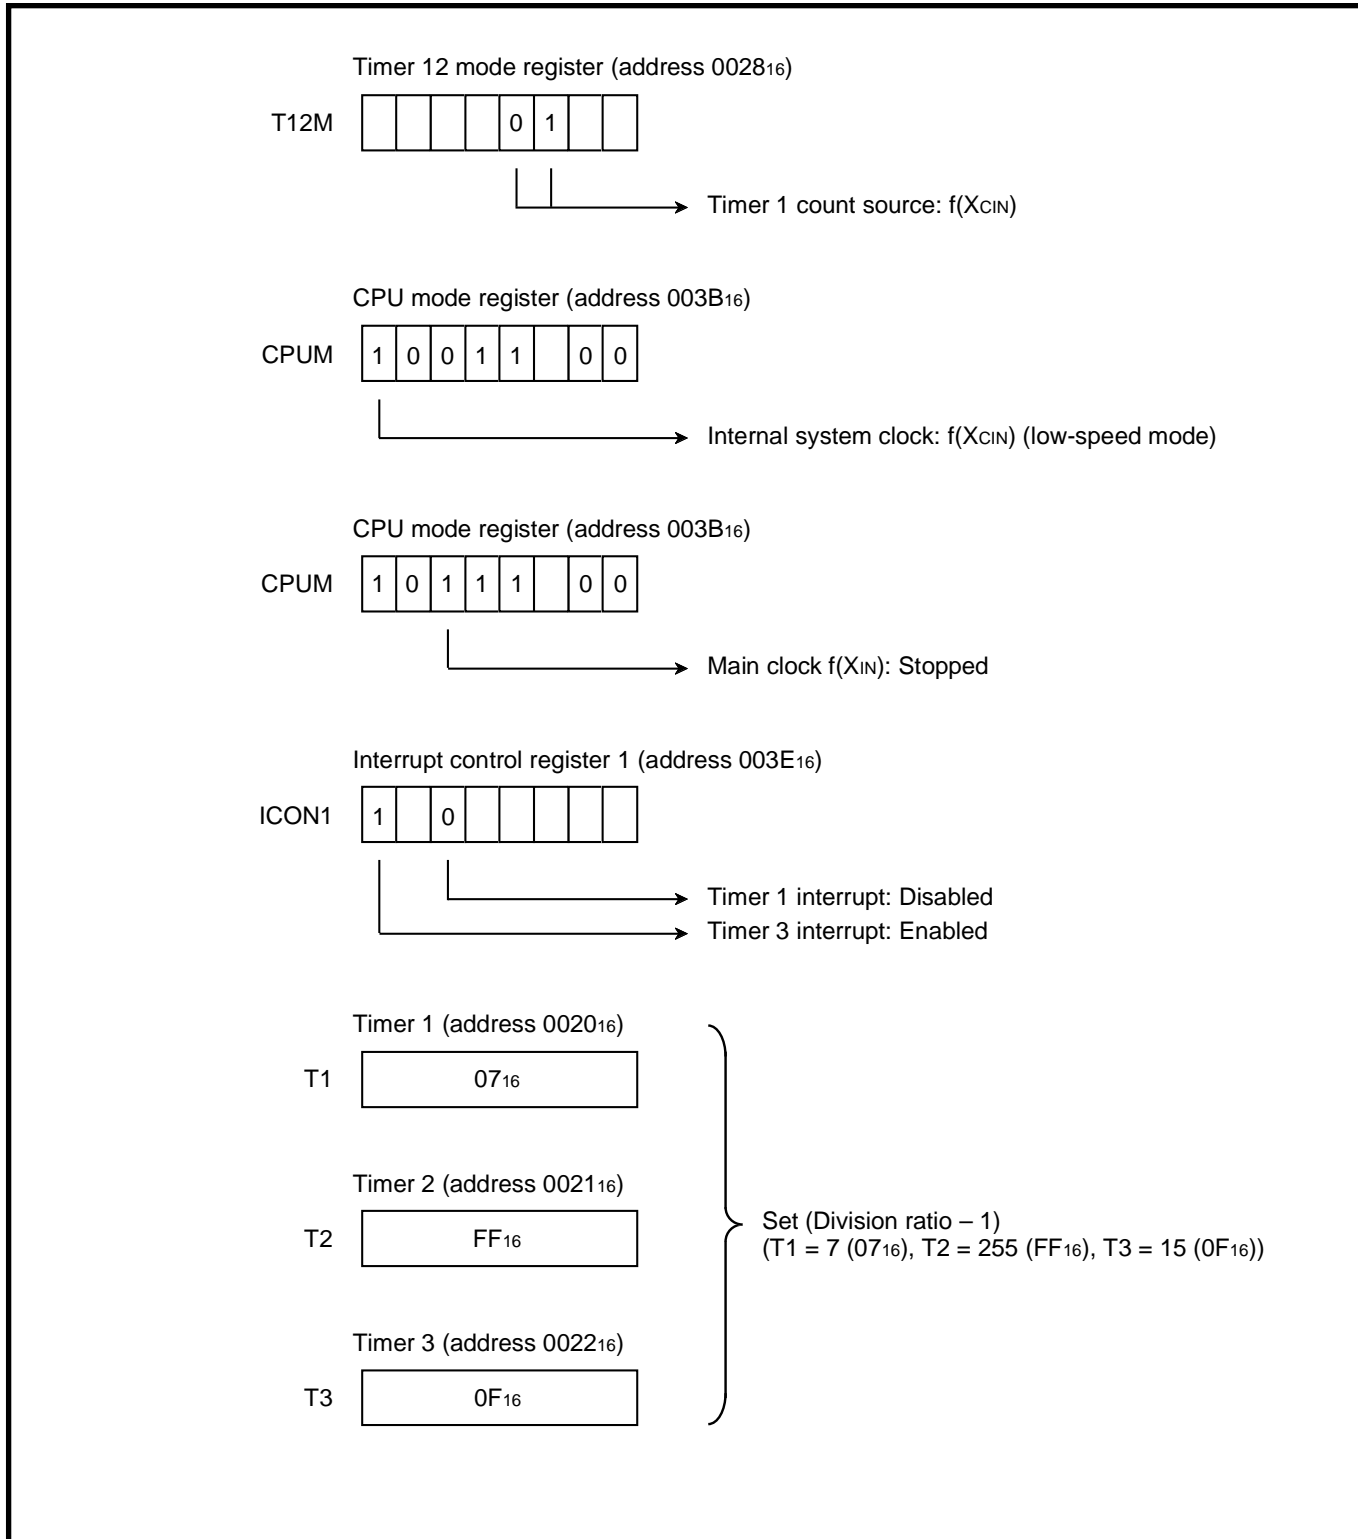 Timer 12 mode register (address 0028₁₆)
T12M 0 1
Timer 1 count source: f(XCIN)
CPU mode register (address 003B₁₆)
CPUM 1 0 0 1 1 0 0
Internal system clock: f(XCIN) (low-speed mode)
CPU mode register (address 003B₁₆)
CPUM 1 0 1 1 1 0 0
Main clock f(XIN): Stopped
Interrupt control register 1 (address 003E₁₆)
ICON1 1 0
Timer 1 interrupt: Disabled
Timer 3 interrupt: Enabled
Timer 1 (address 0020₁₆)
T1 07₁₆
Timer 2 (address 0021₁₆)
T2 FF₁₆
Set (Division ratio – 1)
(T1 = 7 (07₁₆), T2 = 255 (FF₁₆), T3 = 15 (0F₁₆))
Timer 3 (address 0022₁₆)
T3 0F₁₆